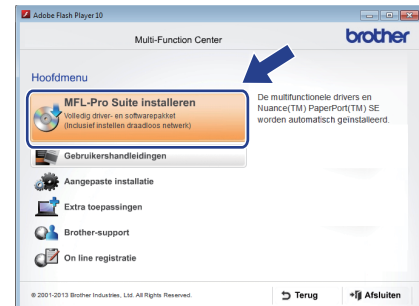 Adobe Flash Player 10
Multi-Function Center
brother
Hoofdmenu
MFL-Pro Suite installeren
Volledig driver- en softwarepakket
(Inclusief instellen draadloos netwerk)
De multifunctionele drivers en
Nuance(TM) PaperPort(TM) SE
worden automatisch geïnstalleerd.
Gebruikershandleidingen
Aangepaste installatie
Extra toepassingen
Brother-support
On line registratie
© 2001-2013 Brother Industries, Ltd. All Rights Reserved.
Terug
Afsluiten